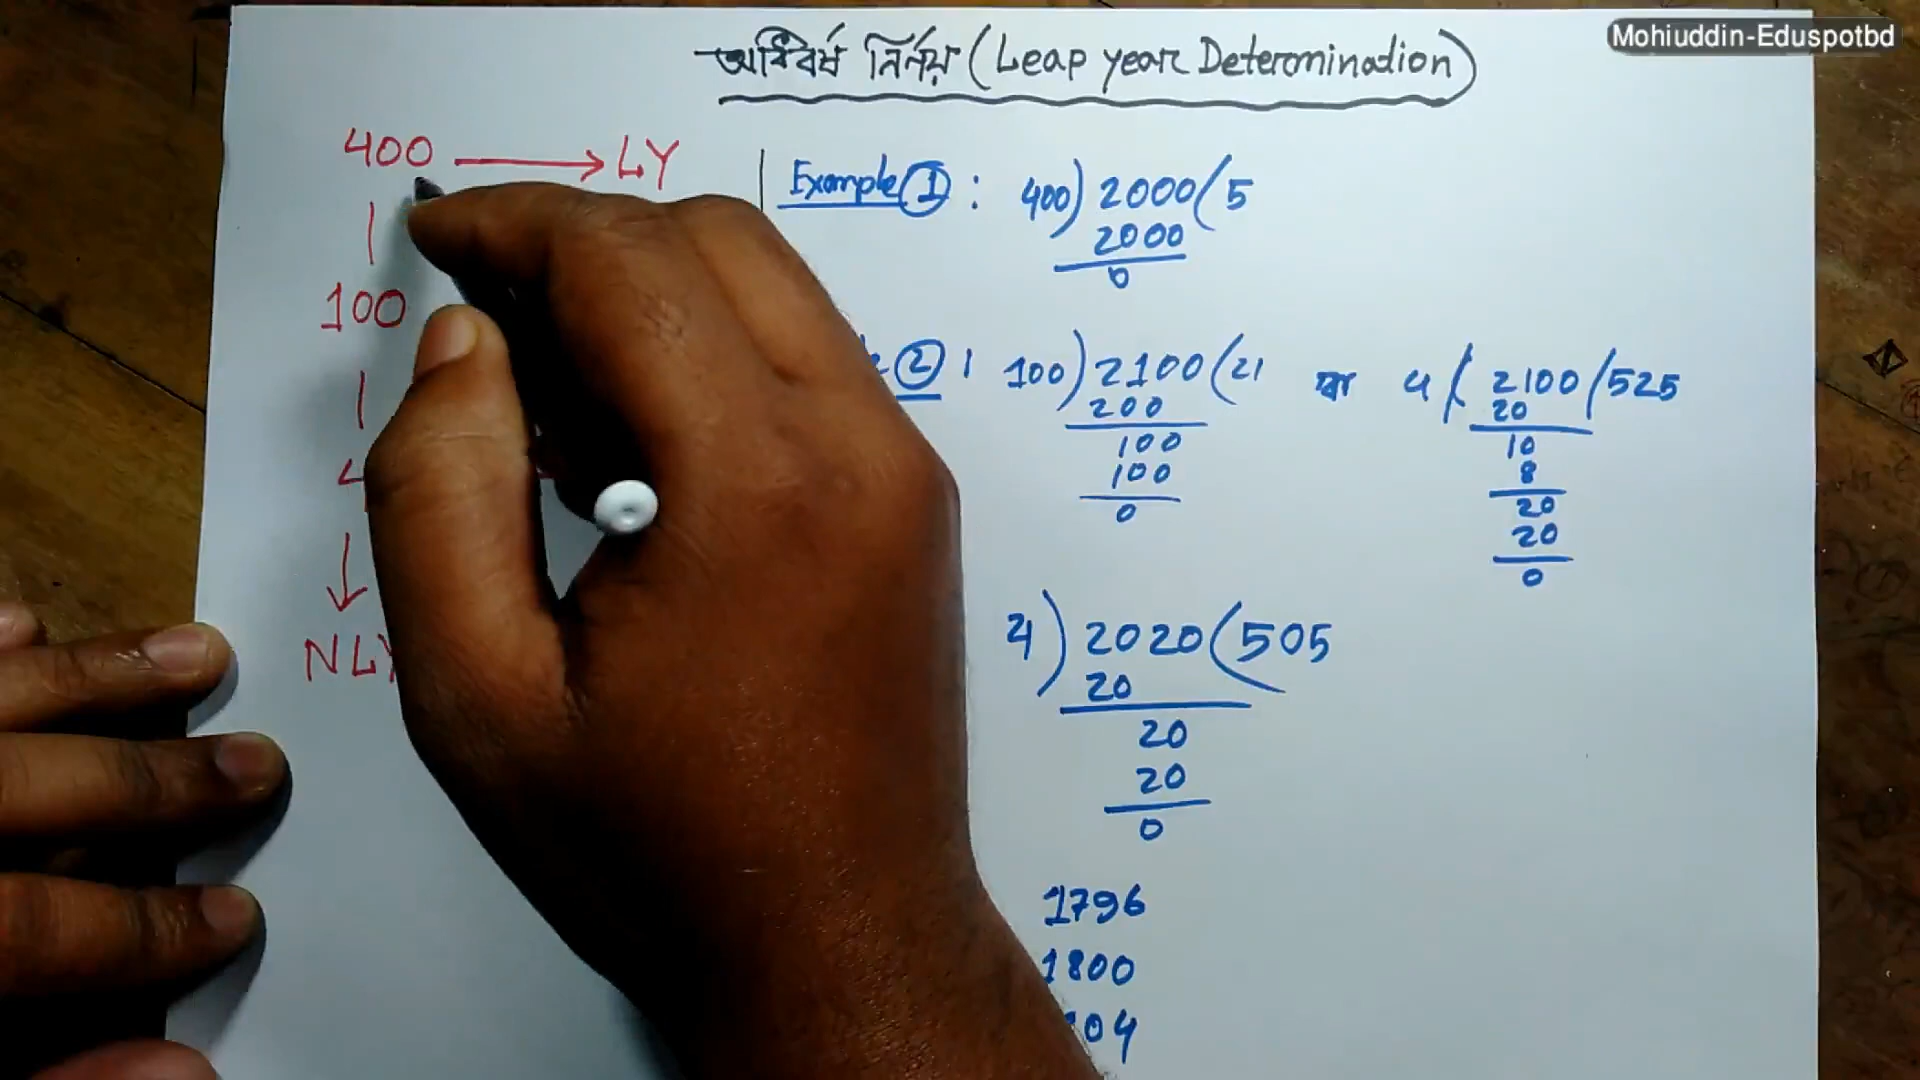 Mohiuddin-Eduspotbd
অধিবর্ষ নির্ণয় (Leap year Determination)
400 → LY
100
NLY
Example ① : 400) 2000 (5
2000
0
② | 100) 2100 (21 বা 4 ( 2100 (525
200 20
100 10
100 8
0 20
20
0
4) 2020 (505
20
20
20
0
1796
1800
04